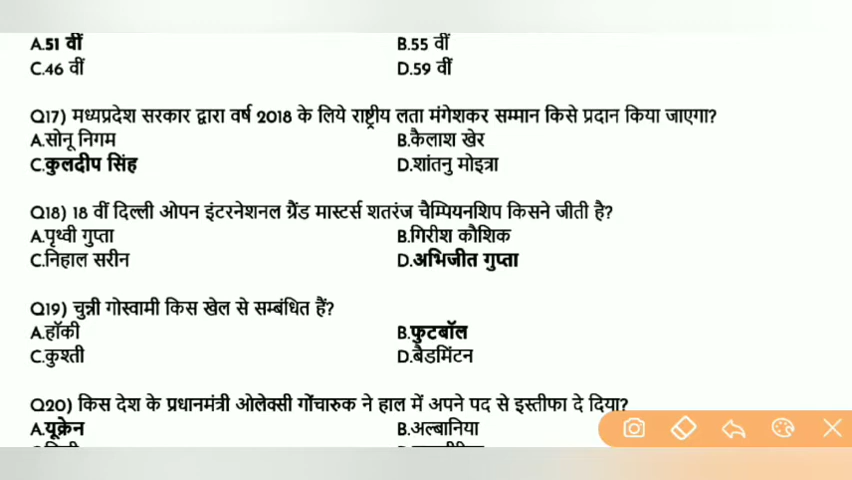 A.51 वीं B.55 वीं
C.46 वीं D.59 वीं
Q17) मध्यप्रदेश सरकार द्वारा वर्ष 2018 के लिये राष्ट्रीय लता मंगेशकर सम्मान किसे प्रदान किया जाएगा?
A.सोनू निगम B.कैलाश खेर
C.कुलदीप सिंह D.शांतनु मोइत्रा
Q18) 18 वीं दिल्ली ओपन इंटरनेशनल ग्रैंड मास्टर्स शतरंज चैम्पियनशिप किसने जीती है?
A.पृथ्वी गुप्ता B.गिरीश कौशिक
C.निहाल सरीन D.अभिजीत गुप्ता
Q19) चुन्नी गोस्वामी किस खेल से सम्बंधित हैं?
A.हॉकी B.फुटबॉल
C.कुश्ती D.बैडमिंटन
Q20) किस देश के प्रधानमंत्री ओलेक्सी गोंचारुक ने हाल में अपने पद से इस्तीफा दे दिया?
A.यूक्रेन B.अल्बानिया